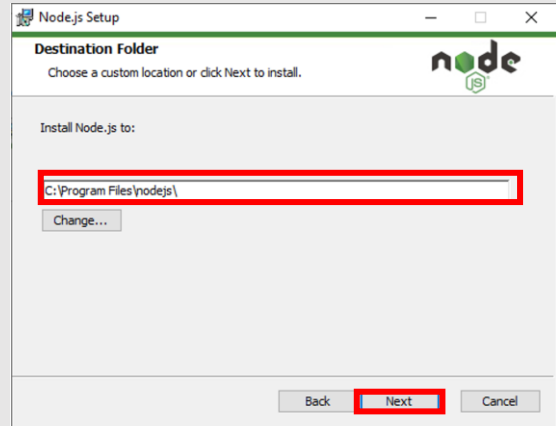 Node.js Setup
Destination Folder
Choose a custom location or click Next to install.
node
JS
Install Node.js to:
C:\Program Files\nodejs\
Change...
Back
Next
Cancel